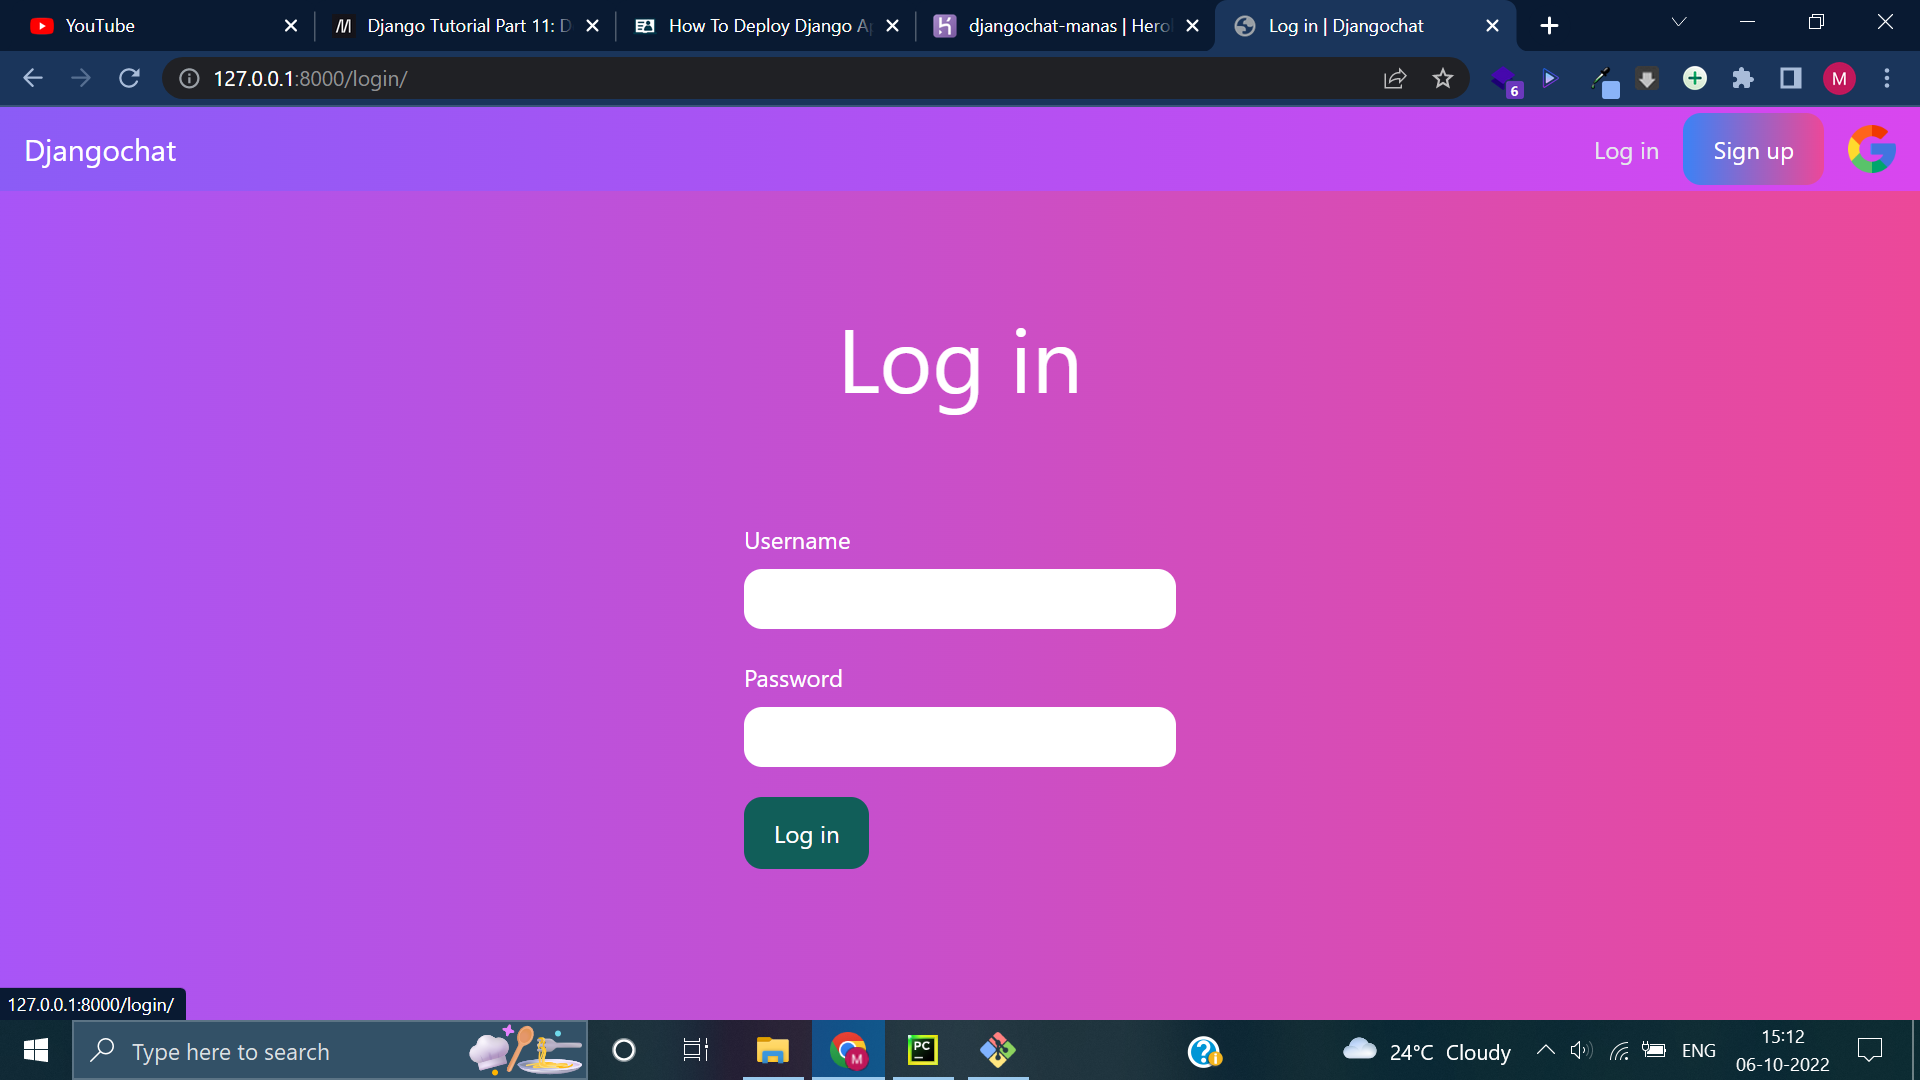 YouTube
Django Tutorial Part 11: D
How To Deploy Django A
djangochat-manas | Hero
Log in | Djangochat
127.0.0.1:8000/login/
6
M
Djangochat
Log in
Sign up
Log in
Username
Password
Log in
127.0.0.1:8000/login/
Type here to search
M
PC
24°C Cloudy
ENG
15:12
06-10-2022